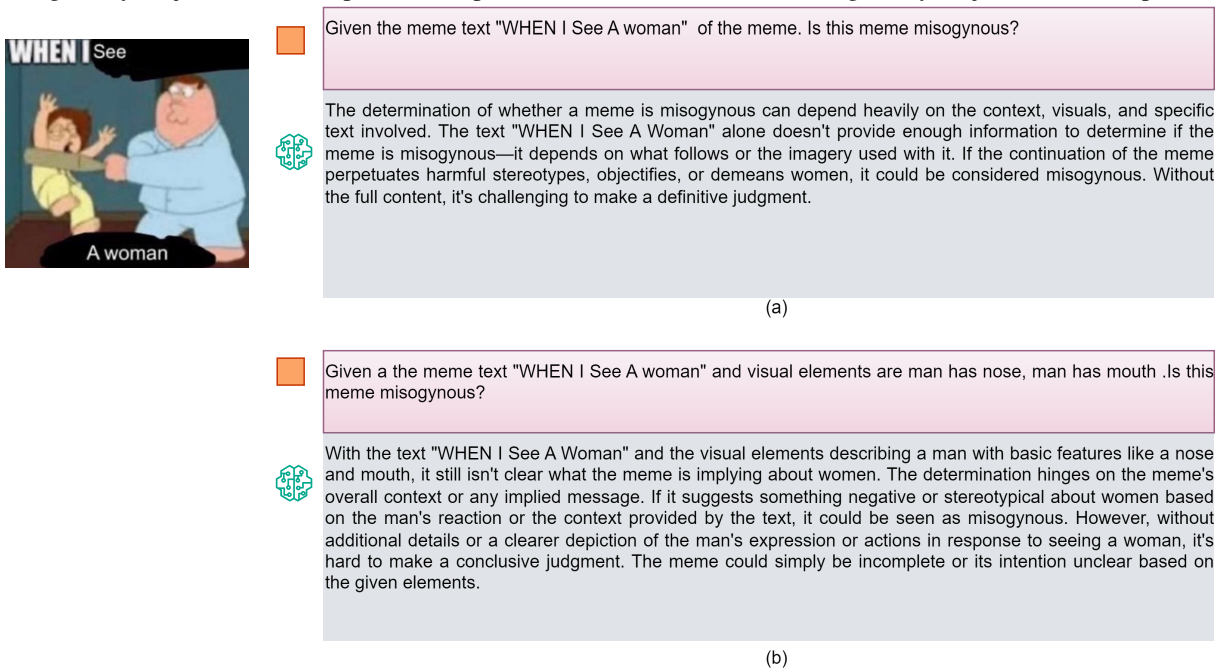 WHEN I See
A woman
Given the meme text "WHEN I See A woman"  of the meme. Is this meme misogynous?
The determination of whether a meme is misogynous can depend heavily on the context, visuals, and specific
text involved. The text "WHEN I See A Woman" alone doesn't provide enough information to determine if the
meme is misogynous—it depends on what follows or the imagery used with it. If the continuation of the meme
perpetuates harmful stereotypes, objectifies, or demeans women, it could be considered misogynous. Without
the full content, it's challenging to make a definitive judgment.
(a)
Given a the meme text "WHEN I See A woman" and visual elements are man has nose, man has mouth .Is this
meme misogynous?
With the text "WHEN I See A Woman" and the visual elements describing a man with basic features like a nose
and mouth, it still isn't clear what the meme is implying about women. The determination hinges on the meme's
overall context or any implied message. If it suggests something negative or stereotypical about women based
on the man's reaction or the context provided by the text, it could be seen as misogynous. However, without
additional details or a clearer depiction of the man's expression or actions in response to seeing a woman, it's
hard to make a conclusive judgment. The meme could simply be incomplete or its intention unclear based on
the given elements.
(b)